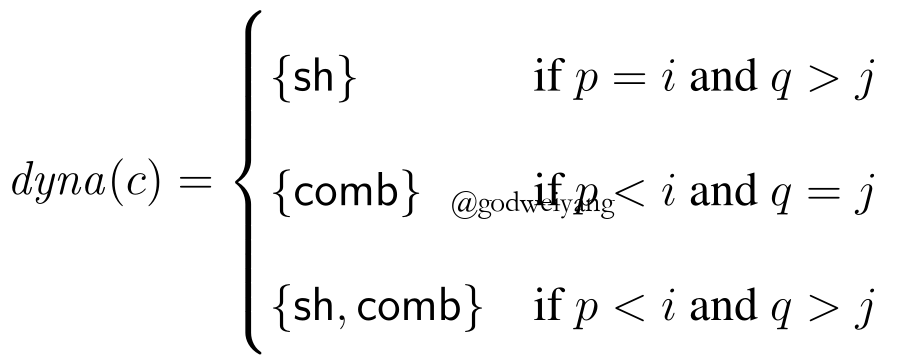 {sh} if p = i and q > j
dyna(c) = {comb} if p < i and q = j
@godweiyang
{sh, comb} if p < i and q > j